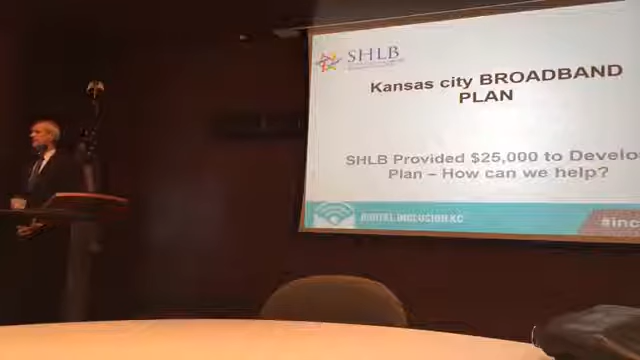 SHLB
Kansas city BROADBAND
PLAN
SHLB Provided $25,000 to Develo
Plan – How can we help?
DIGITAL INCLUSION KC
#inc